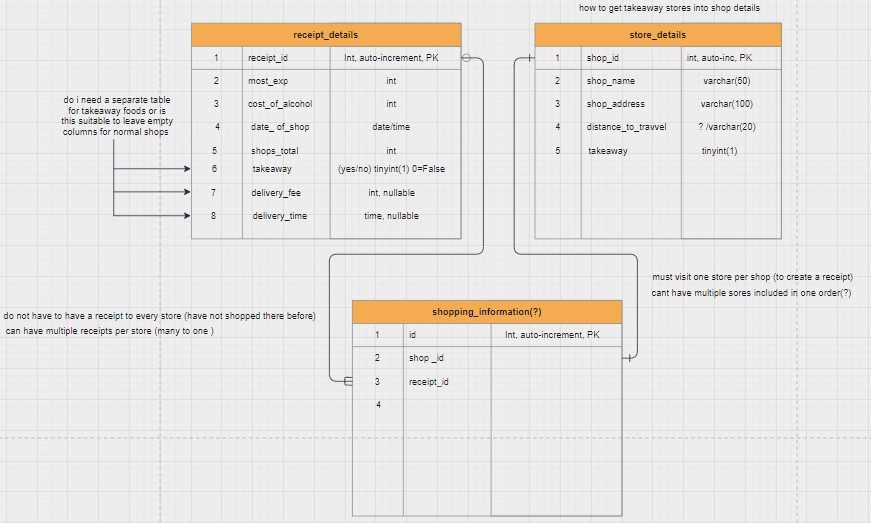 how to get takeaway stores into shop details
receipt_details
1 receipt_id Int, auto-increment, PK
2 most_exp int
3 cost_of_alcohol int
4 date_ of_shop date/time
5 shops_total int
6 takeaway (yes/no) tinyint(1) 0=False
7 delivery_fee int, nullable
8 delivery_time time, nullable
store_details
1 shop_id int, auto-inc, PK
2 shop_name varchar(50)
3 shop_address varchar(100)
4 distance_to_travvel ? /varchar(20)
5 takeaway tinyint(1)
do i need a separate table
for takeaway foods or is
this suitable to leave empty
columns for normal shops
must visit one store per shop (to create a receipt)
cant have multiple sores included in one order(?)
do not have to have a receipt to every store (have not shopped there before)
can have multiple receipts per store (many to one )
shopping_information(?)
1 id Int, auto-increment, PK
2 shop _id
3 receipt_id
4